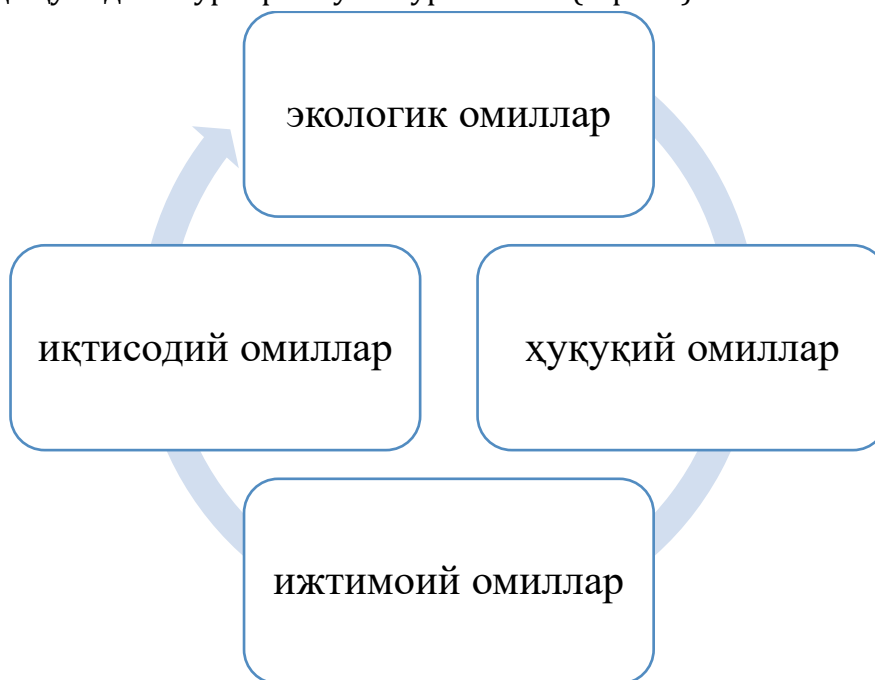 экологик омиллар
иқтисодий омиллар
ҳуқуқий омиллар
ижтимоий омиллар